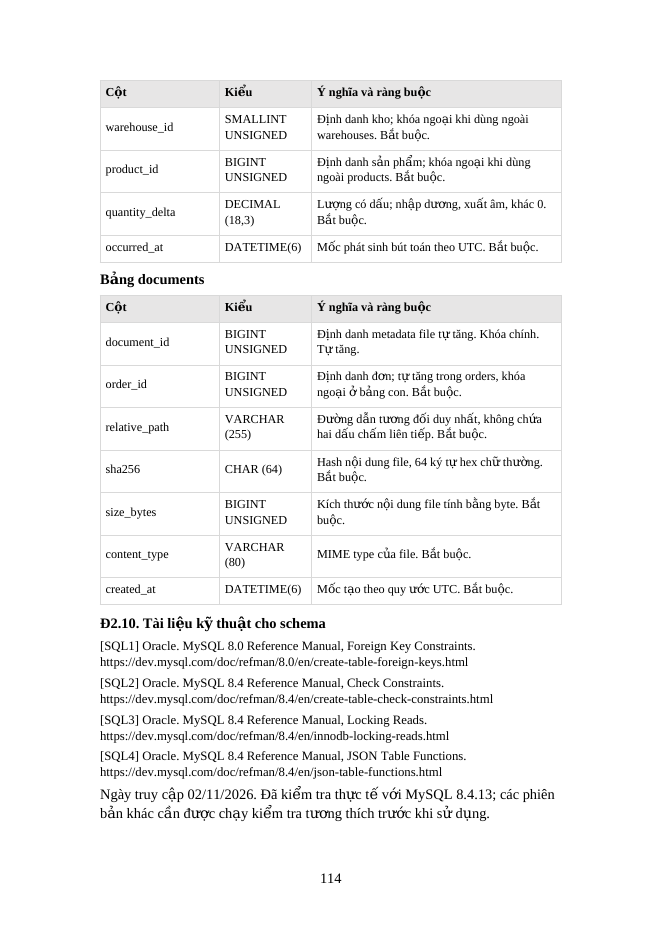 Cột Kiểu Ý nghĩa và ràng buộc
warehouse_id SMALLINT UNSIGNED Định danh kho; khóa ngoại khi dùng ngoài
warehouses. Bắt buộc.
product_id BIGINT UNSIGNED Định danh sản phẩm; khóa ngoại khi dùng
ngoài products. Bắt buộc.
quantity_delta DECIMAL (18,3) Lượng có dấu; nhập dương, xuất âm, khác 0.
Bắt buộc.
occurred_at DATETIME(6) Mốc phát sinh bút toán theo UTC. Bắt buộc.
Bảng documents
Cột Kiểu Ý nghĩa và ràng buộc
document_id BIGINT UNSIGNED Định danh metadata file tự tăng. Khóa chính.
Tự tăng.
order_id BIGINT UNSIGNED Định danh đơn; tự tăng trong orders, khóa
ngoại ở bảng con. Bắt buộc.
relative_path VARCHAR (255) Đường dẫn tương đối duy nhất, không chứa
hai dấu chấm liên tiếp. Bắt buộc.
sha256 CHAR (64) Hash nội dung file, 64 ký tự hex chữ thường.
Bắt buộc.
size_bytes BIGINT UNSIGNED Kích thước nội dung file tính bằng byte. Bắt
buộc.
content_type VARCHAR (80) MIME type của file. Bắt buộc.
created_at DATETIME(6) Mốc tạo theo quy ước UTC. Bắt buộc.
Đ2.10. Tài liệu kỹ thuật cho schema
[SQL1] Oracle. MySQL 8.0 Reference Manual, Foreign Key Constraints.
https://dev.mysql.com/doc/refman/8.0/en/create-table-foreign-keys.html
[SQL2] Oracle. MySQL 8.4 Reference Manual, Check Constraints.
https://dev.mysql.com/doc/refman/8.4/en/create-table-check-constraints.html
[SQL3] Oracle. MySQL 8.4 Reference Manual, Locking Reads.
https://dev.mysql.com/doc/refman/8.4/en/innodb-locking-reads.html
[SQL4] Oracle. MySQL 8.4 Reference Manual, JSON Table Functions.
https://dev.mysql.com/doc/refman/8.4/en/json-table-functions.html
Ngày truy cập 02/11/2026. Đã kiểm tra thực tế với MySQL 8.4.13; các phiên
bản khác cần được chạy kiểm tra tương thích trước khi sử dụng.
114